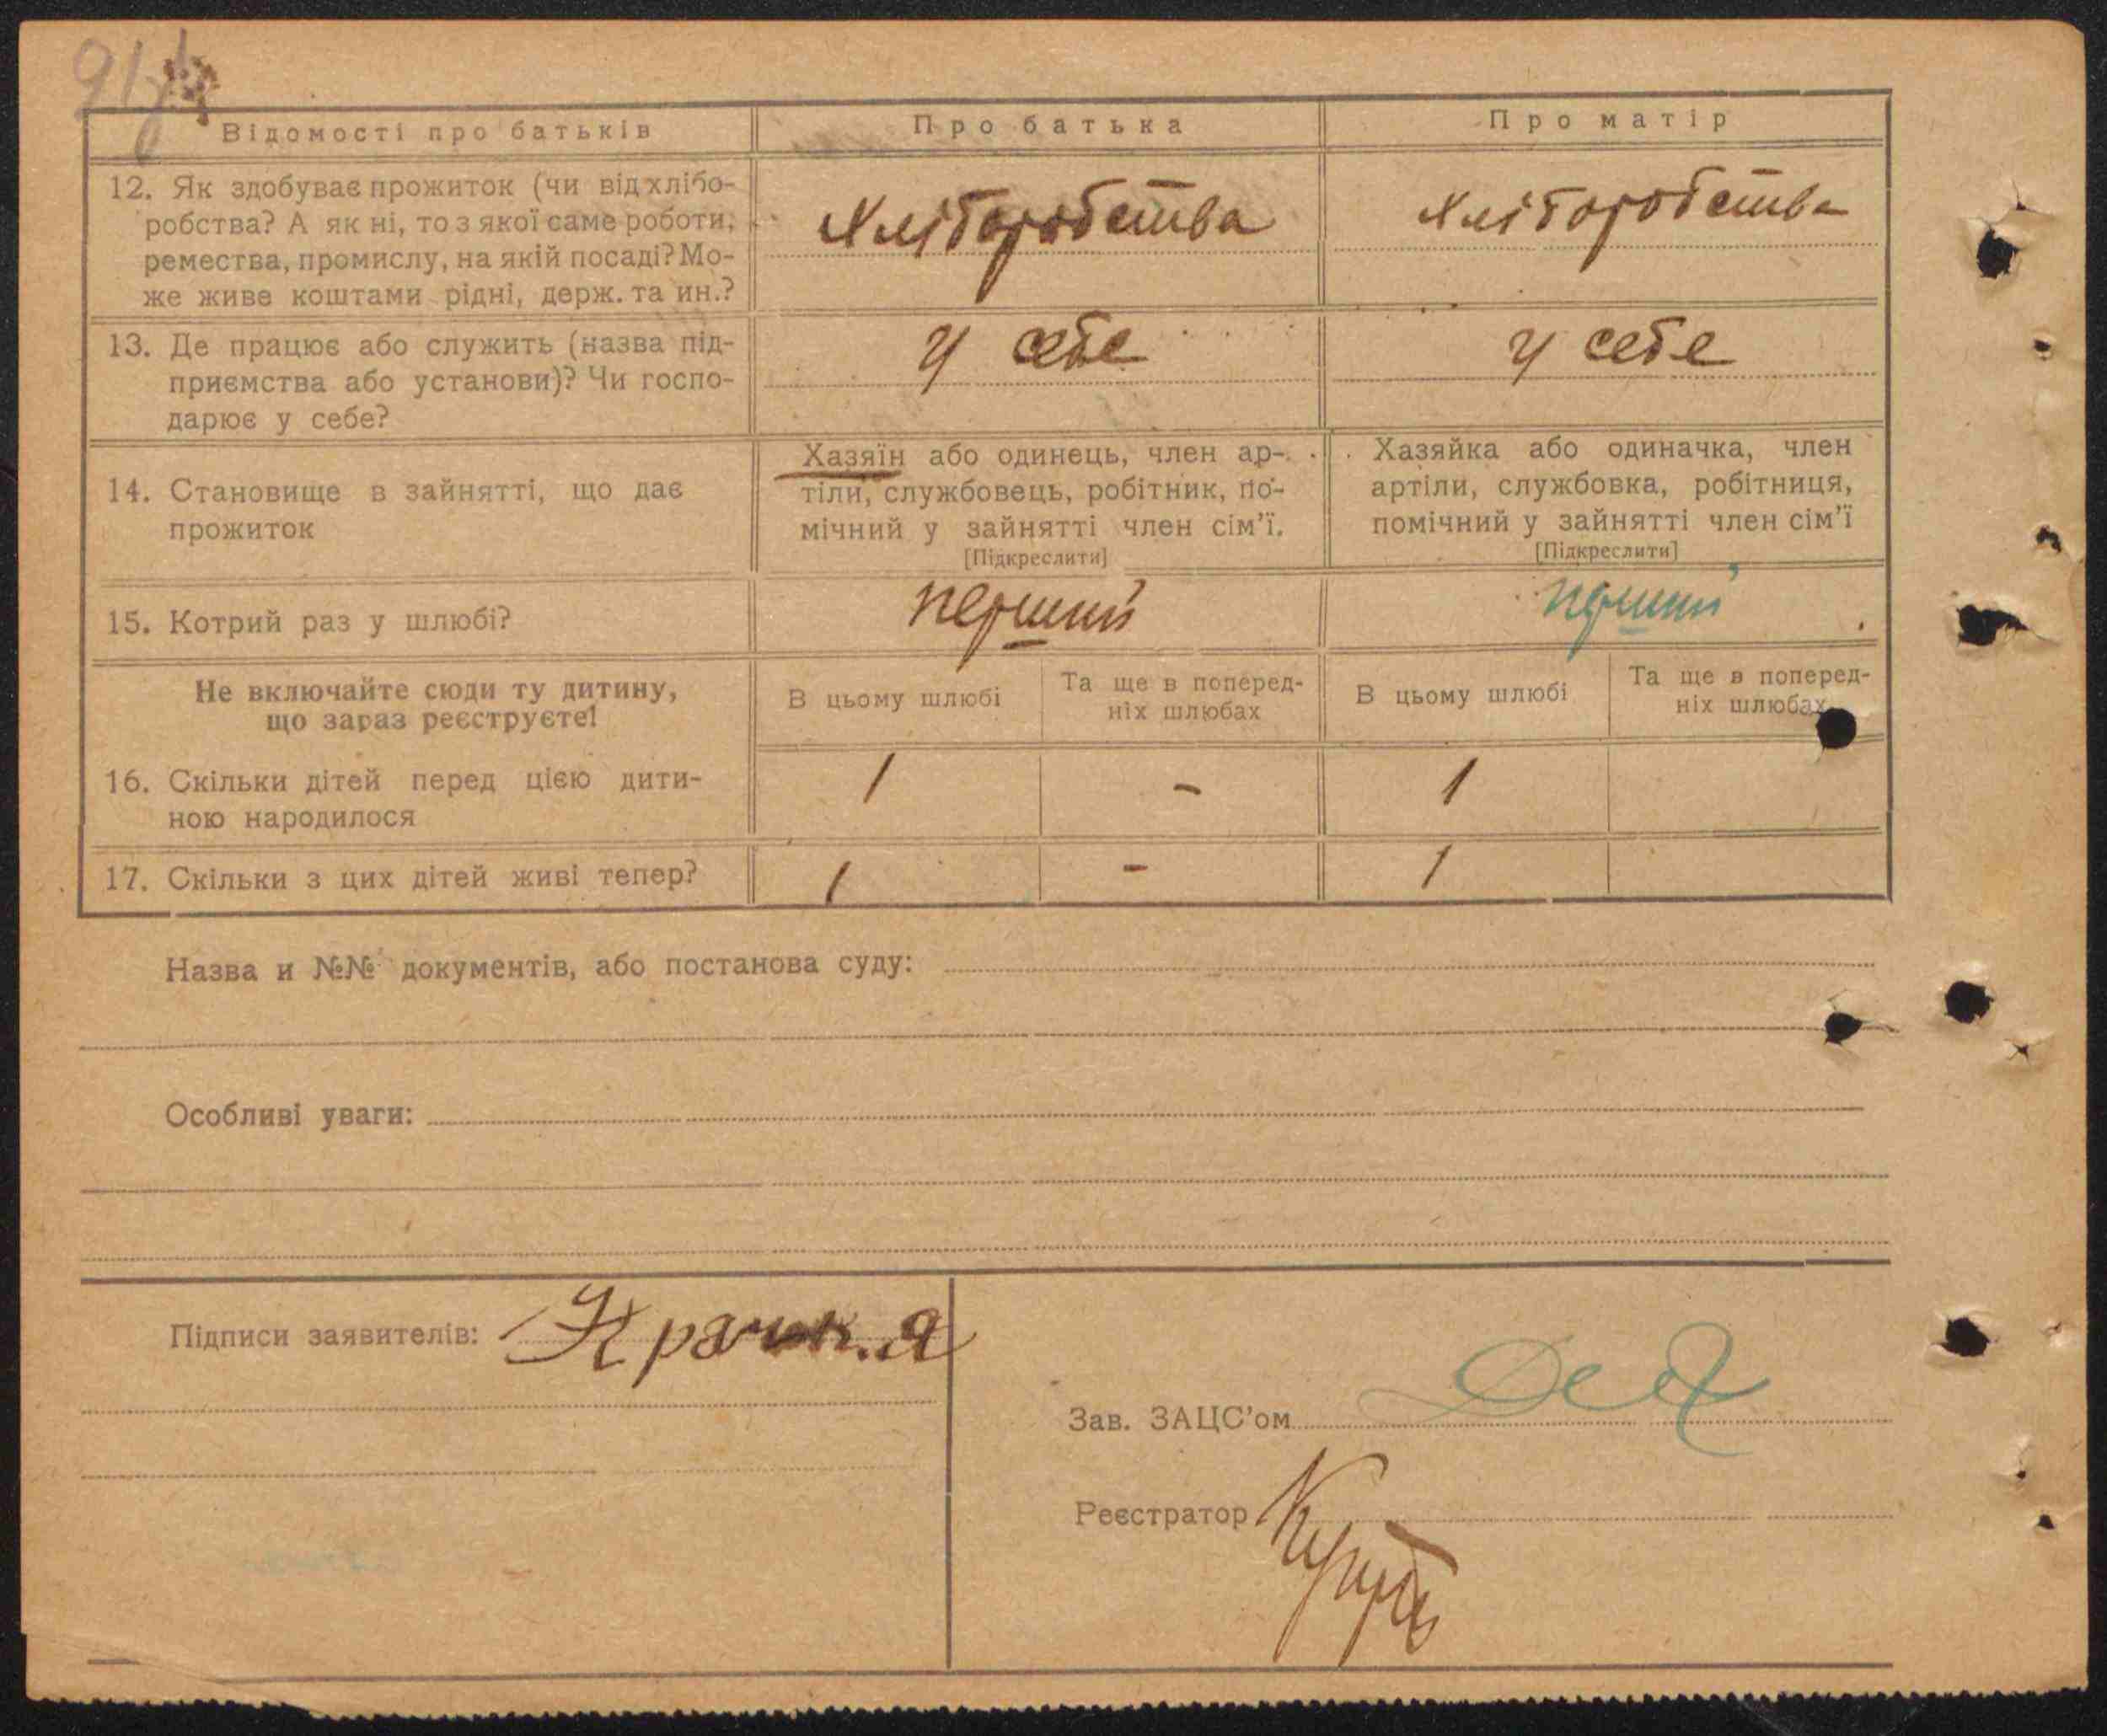 Відомості про батьків
Про батька
Про матір
12. Як здобуває прожиток (чи від хлібо-
робства? А як ні, то з якої саме роботи,
ремества, промислу, на якій посаді? Мо-
же живе коштами рідні, держ. та ин.?
Хліборобства
Хліборобства
13. Де працює або служить (назва під-
приємства або установи)? Чи госпо-
дарює у себе?
У себе
У себе
14. Становище в зайнятті, що дає
прожиток
Хазяїн або одинець, член ар-
тіли, службовець, робітник, по-
мічний у зайнятті член сім'ї.
[Підкреслити]
Хазяйка або одиначка, член
артіли, службовка, робітниця,
помічний у зайнятті член сім'ї
[Підкреслити]
15. Котрий раз у шлюбі?
перший
перший
Не включайте сюди ту дитину,
що зараз реєструєте!
В цьому шлюбі
Та ще в поперед-
ніх шлюбах
В цьому шлюбі
Та ще в поперед-
ніх шлюбах
16. Скільки дітей перед цією дити-
ною народилося
1
-
1
17. Скільки з цих дітей живі тепер?
1
-
1
Назва и №№ документів, або постанова суду:
Особливі уваги:
Підписи заявителів:
Зав. ЗАЦС'ом
Реєстратор